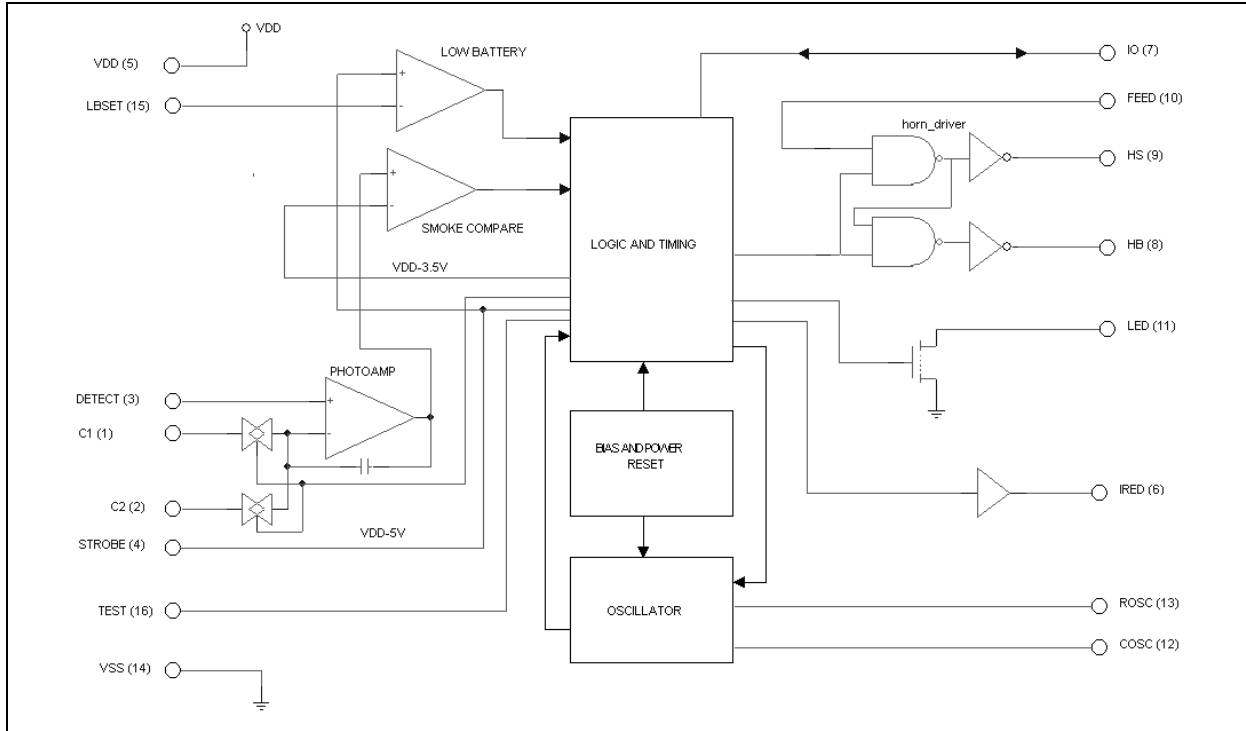 VDD
VDD (5)
LBSET (15)
LOW BATTERY
SMOKE COMPARE
VDD-3.5V
PHOTOAMP
DETECT (3)
C1 (1)
C2 (2)
STROBE (4)
VDD-5V
TEST (16)
VSS (14)
LOGIC AND TIMING
BIAS AND POWER
RESET
OSCILLATOR
horn_driver
IO (7)
FEED (10)
HS (9)
HB (8)
LED (11)
IRED (6)
ROSC (13)
COSC (12)
+
-
+
-
+
-